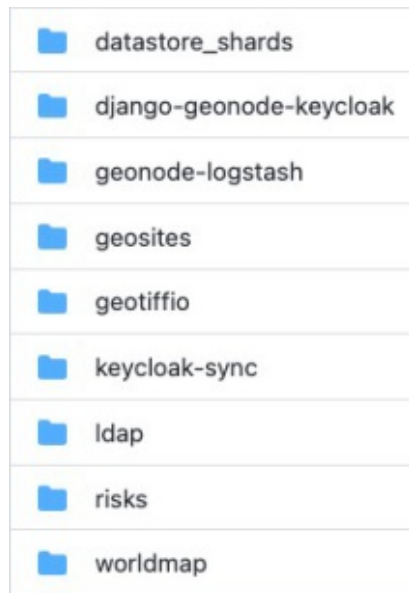 datastore_shards
django-geonode-keycloak
geonode-logstash
geosites
geotiffio
keycloak-sync
ldap
risks
worldmap